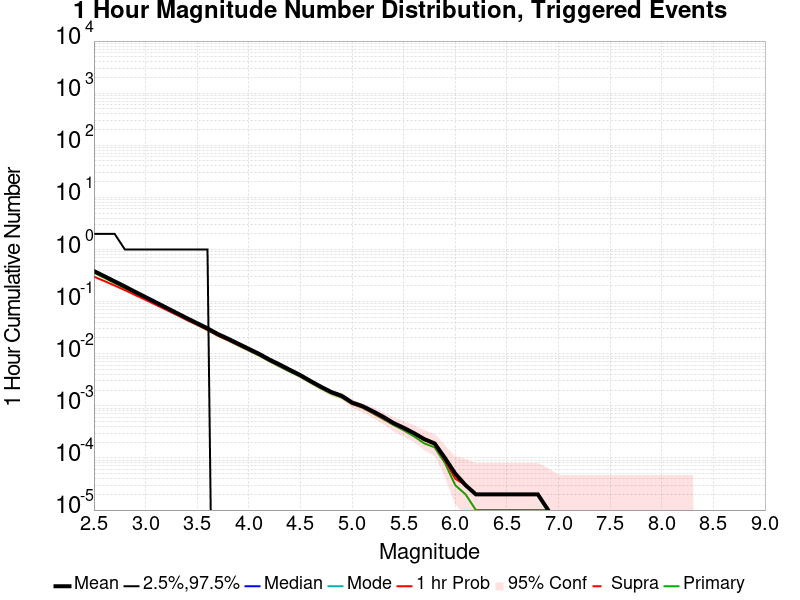 1 Hour Magnitude Number Distribution, Triggered Events
10^4
10^3
10^2
10^1
10^0
10^-1
10^-2
10^-3
10^-4
10^-5
1 Hour Cumulative Number
2.5 3.0 3.5 4.0 4.5 5.0 5.5 6.0 6.5 7.0 7.5 8.0 8.5 9.0
Magnitude
Mean 2.5%,97.5% Median Mode 1 hr Prob 95% Conf Supra Primary